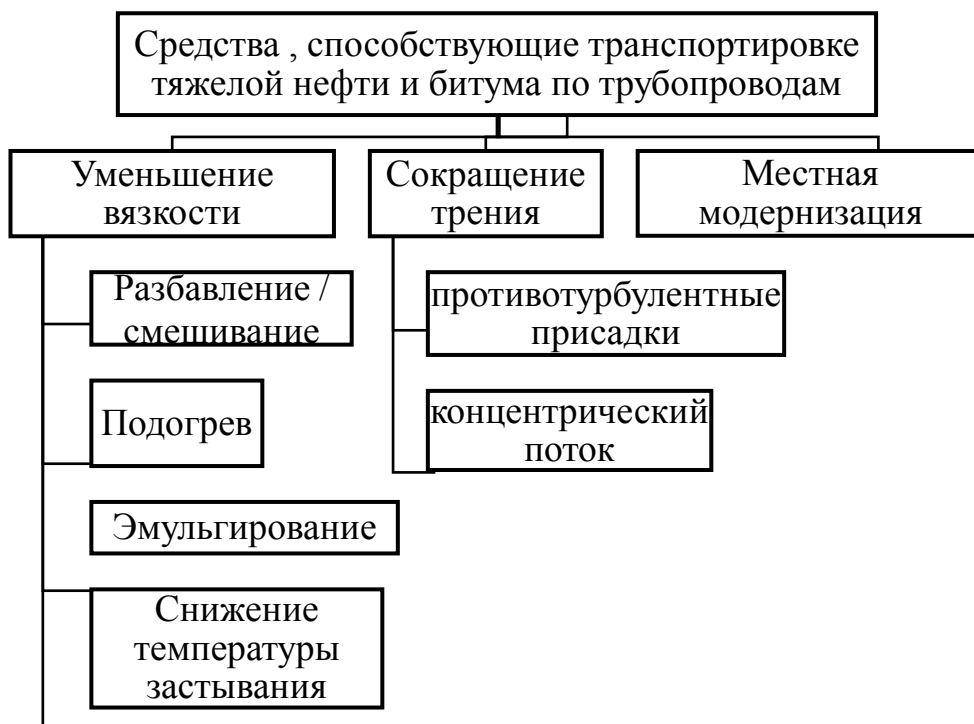 Средства , способствующие транспортировке
тяжелой нефти и битума по трубопроводам
Уменьшение
вязкости
Сокращение
трения
Местная
модернизация
Разбавление /
смешивание
Подогрев
Эмульгирование
Снижение
температуры
застывания
противотурбулентные
присадки
концентрический
поток